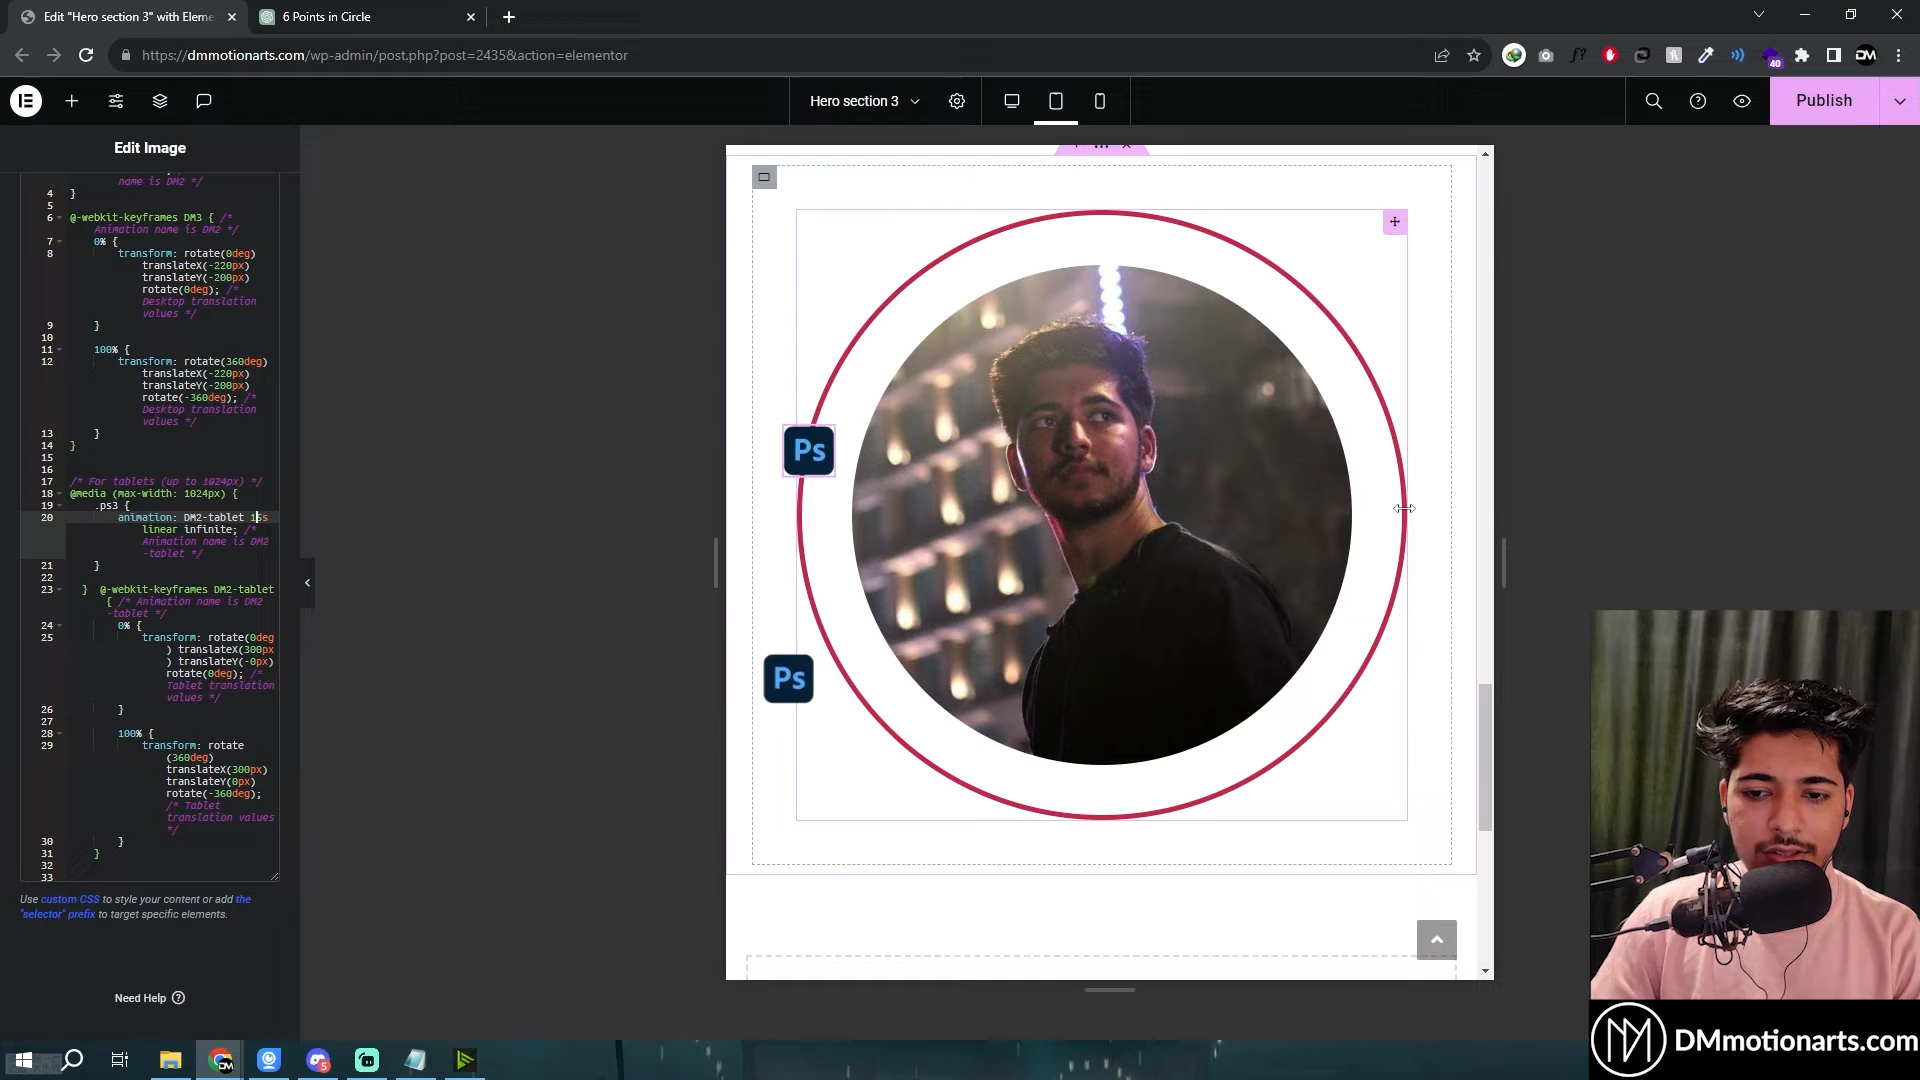 Edit "Hero section 3" with Eleme
6 Points in Circle
https://dmmotionarts.com/wp-admin/post.php?post=2435&action=elementor
40
DM
Hero section 3
Publish
Edit Image
name is DM2 */
4 }
5
6 @-webkit-keyframes DM3 { /*
Animation name is DM2 */
7 0% {
8 transform: rotate(0deg)
translateX(-220px)
translateY(-200px)
rotate(0deg); /*
Desktop translation
values */
9 }
10
11 100% {
12 transform: rotate(360deg)
translateX(-220px)
translateY(-200px)
rotate(-360deg); /*
Desktop translation
values */
13 }
14 }
15
16
17 /* For tablets (up to 1024px) */
18 @media (max-width: 1024px) {
19 .ps3 {
20 animation: DM2-tablet 15s
linear infinite; /*
Animation name is DM2
-tablet */
21 }
22
23 } @-webkit-keyframes DM2-tablet
{ /* Animation name is DM2
-tablet */
24 0% {
25 transform: rotate(0deg
) translateX(300px
) translateY(-0px)
rotate(0deg); /*
Tablet translation
values */
26 }
27
28 100% {
29 transform: rotate
(360deg)
translateX(300px)
translateY(0px)
rotate(-360deg);
/* Tablet
translation values
*/
30 }
31 }
32
33
Use custom CSS to style your content or add the
"selector" prefix to target specific elements.
Need Help
Ps
Ps
DMmotionarts.com
5
DM